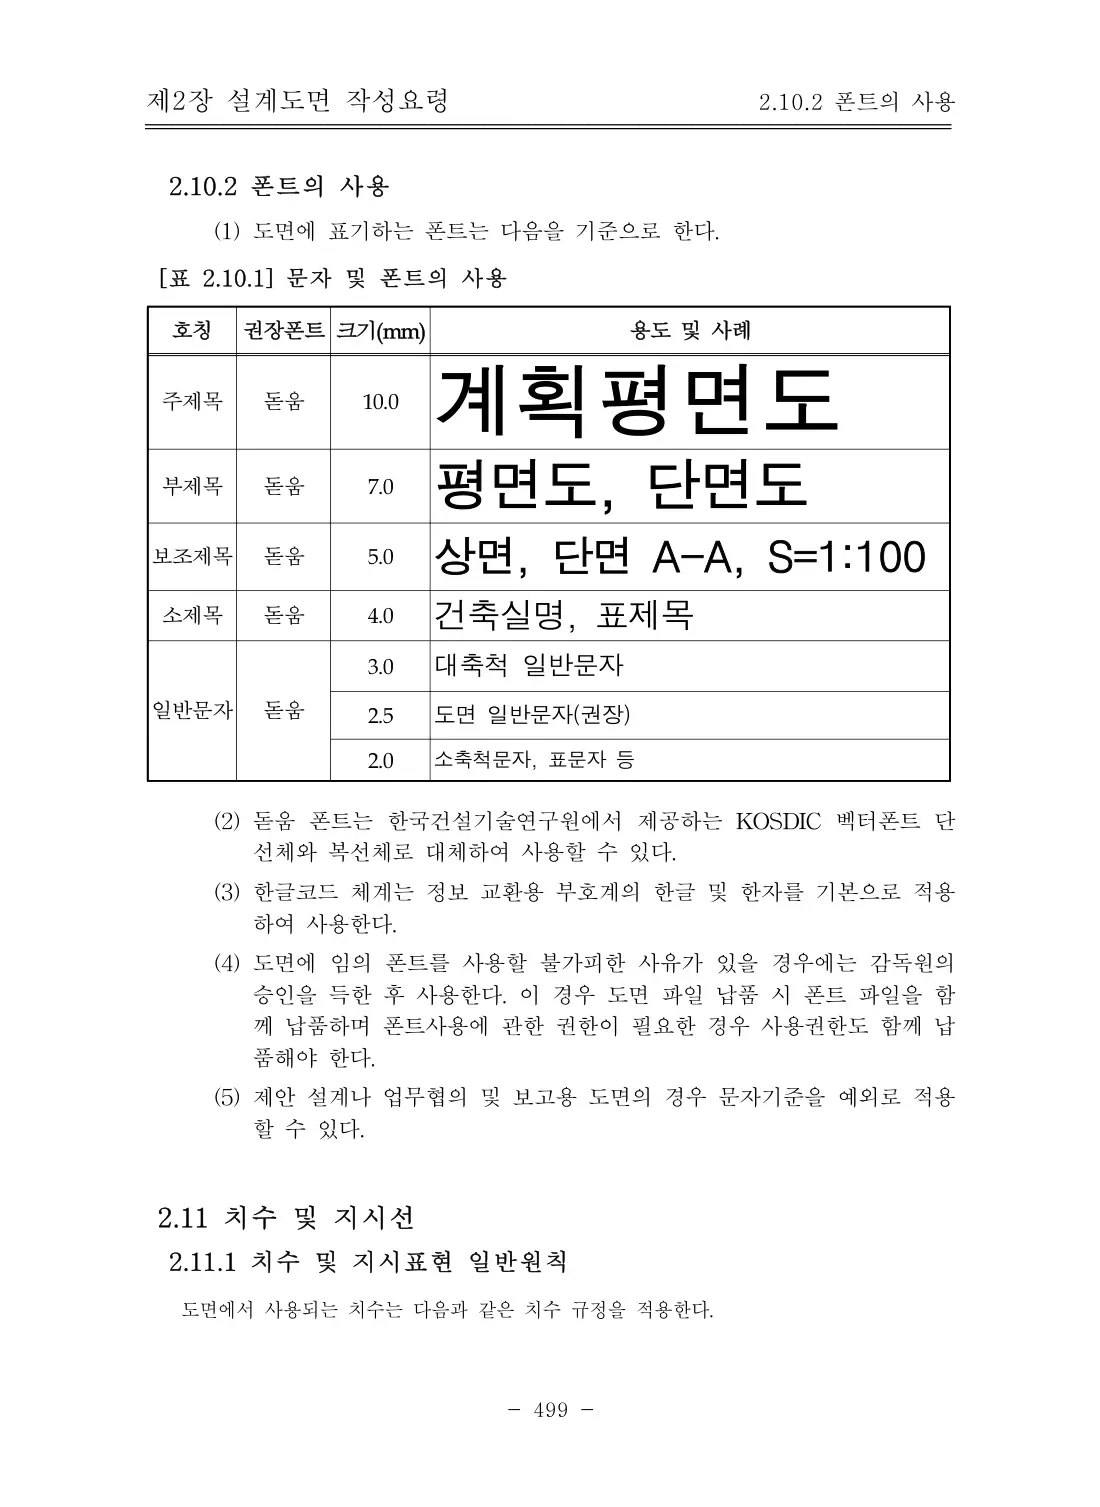 제2장 설계도면 작성요령 2.10.2 폰트의 사용
2.10.2 폰트의 사용
(1) 도면에 표기하는 폰트는 다음을 기준으로 한다.
[표 2.10.1] 문자 및 폰트의 사용
호칭 권장폰트 크기(mm) 용도 및 사례
주제목 돋움 10.0 계획평면도
부제목 돋움 7.0 평면도, 단면도
보조제목 돋움 5.0 상면, 단면 A-A, S=1:100
소제목 돋움 4.0 건축실명, 표제목
일반문자 돋움 3.0 대축척 일반문자
2.5 도면 일반문자(권장)
2.0 소축척문자, 표문자 등
(2) 돋움 폰트는 한국건설기술연구원에서 제공하는 KOSDIC 벡터폰트 단
선체와 복선체로 대체하여 사용할 수 있다.
(3) 한글코드 체계는 정보 교환용 부호계의 한글 및 한자를 기본으로 적용
하여 사용한다.
(4) 도면에 임의 폰트를 사용할 불가피한 사유가 있을 경우에는 감독원의
승인을 득한 후 사용한다. 이 경우 도면 파일 납품 시 폰트 파일을 함
께 납품하며 폰트사용에 관한 권한이 필요한 경우 사용권한도 함께 납
품해야 한다.
(5) 제안 설계나 업무협의 및 보고용 도면의 경우 문자기준을 예외로 적용
할 수 있다.
2.11 치수 및 지시선
2.11.1 치수 및 지시표현 일반원칙
도면에서 사용되는 치수는 다음과 같은 치수 규정을 적용한다.
- 499 -